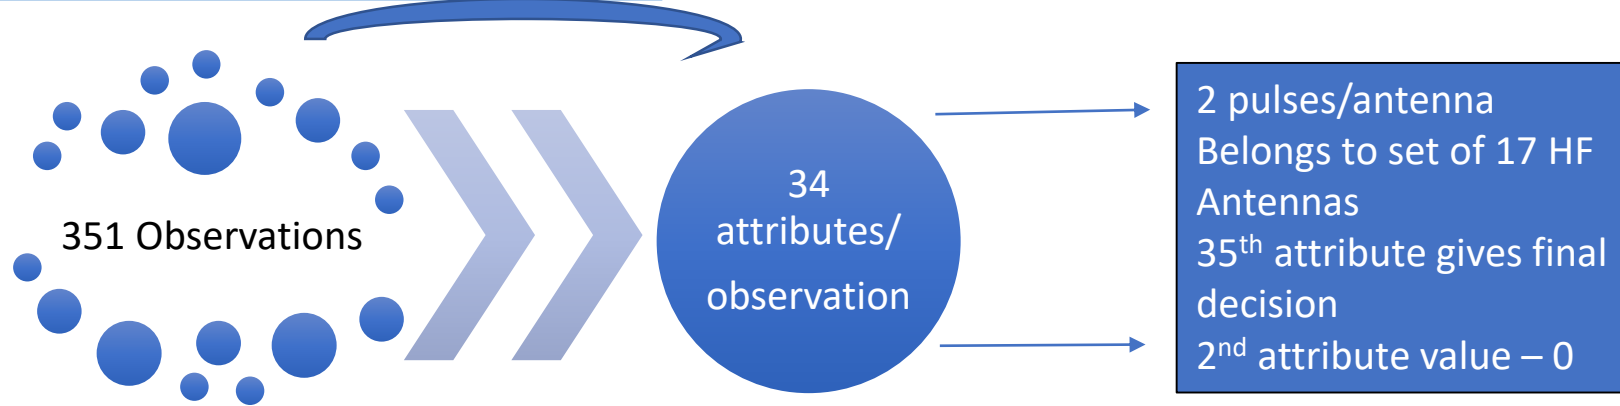 351 Observations
34
attributes/
observation
2 pulses/antenna
Belongs to set of 17 HF
Antennas
35th attribute gives final
decision
2nd attribute value – 0